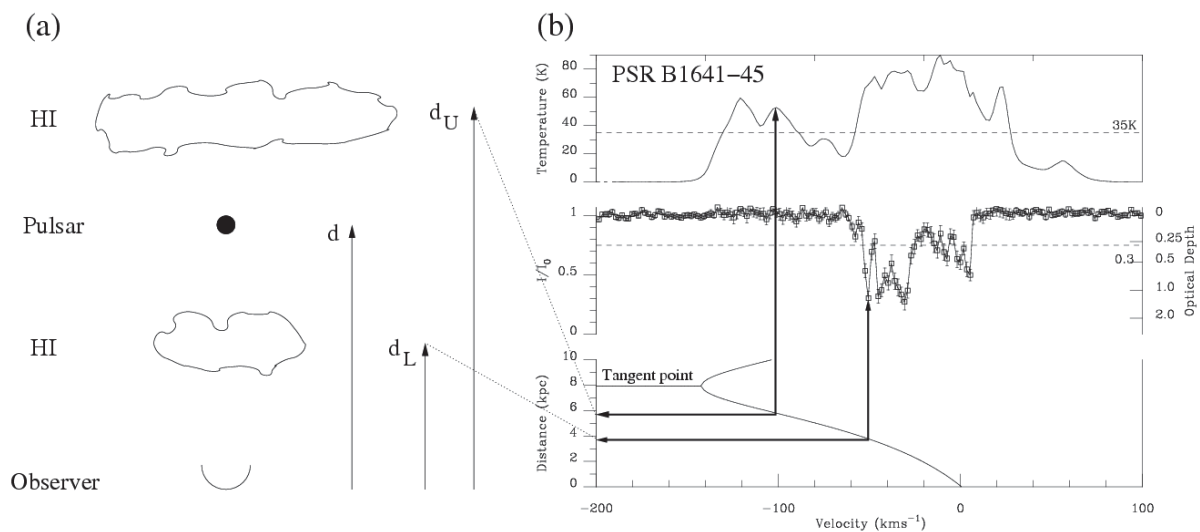 (a)
HI
d_U
Pulsar
d
HI
d_L
Observer
(b)
PSR B1641−45
Temperature (K)
80
60
40
20
0
35K
I/I_0
1
0.5
0
0
0.25
0.3
0.5
1.0
2.0
Optical Depth
Distance (kpc)
10
8
6
4
2
0
Tangent point
−200
−100
0
100
Velocity (kms⁻¹)